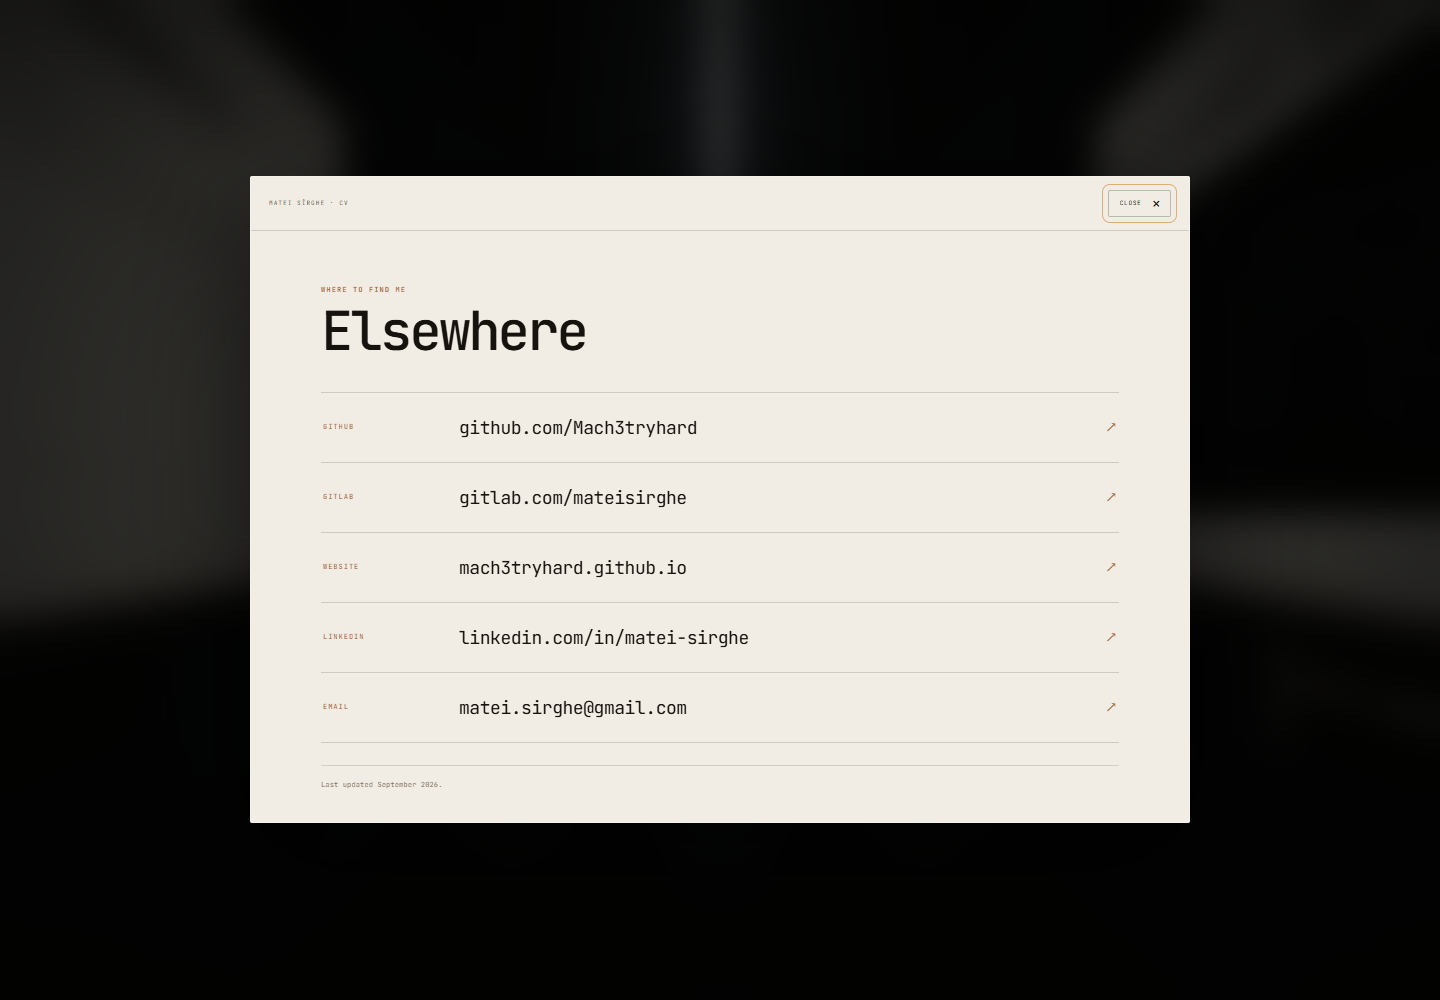 MATEI SÎRGHE · CV
CLOSE ×
WHERE TO FIND ME
Elsewhere
GITHUB github.com/Mach3tryhard ↗
GITLAB gitlab.com/mateisirghe ↗
WEBSITE mach3tryhard.github.io ↗
LINKEDIN linkedin.com/in/matei-sirghe ↗
EMAIL matei.sirghe@gmail.com ↗
Last updated September 2026.